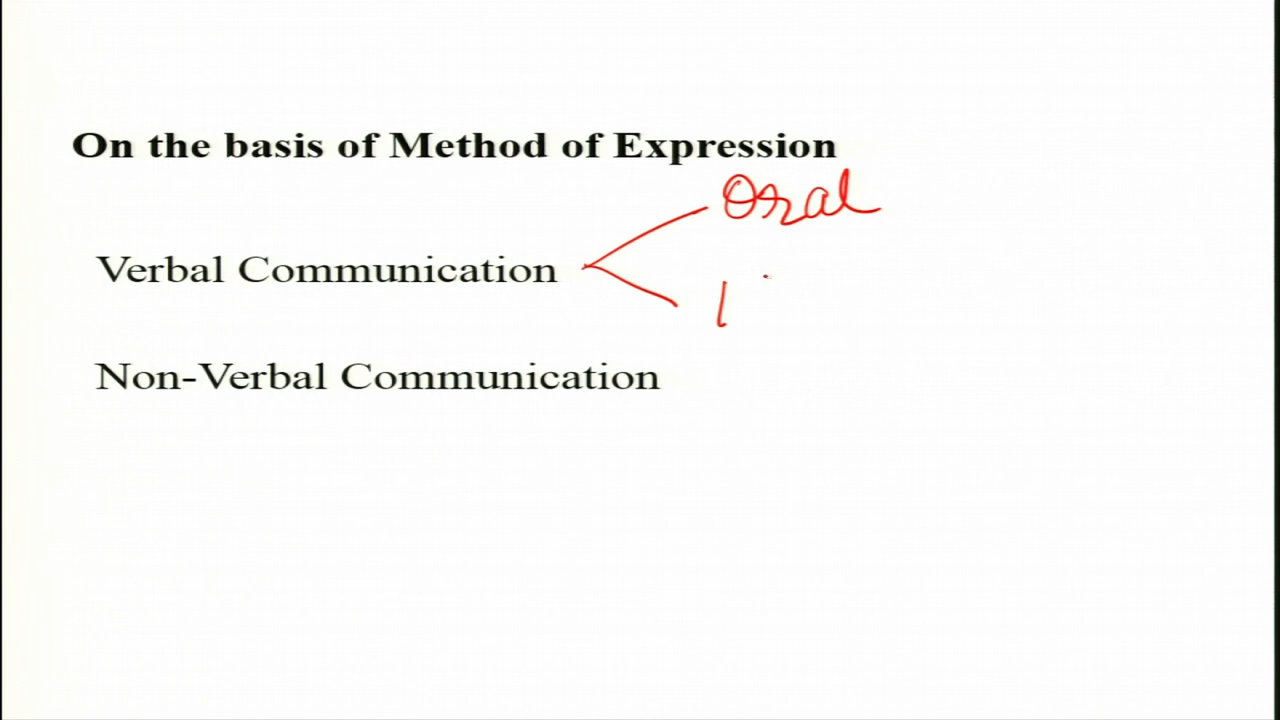 On the basis of Method of Expression
Oral
Verbal Communication
Non-Verbal Communication